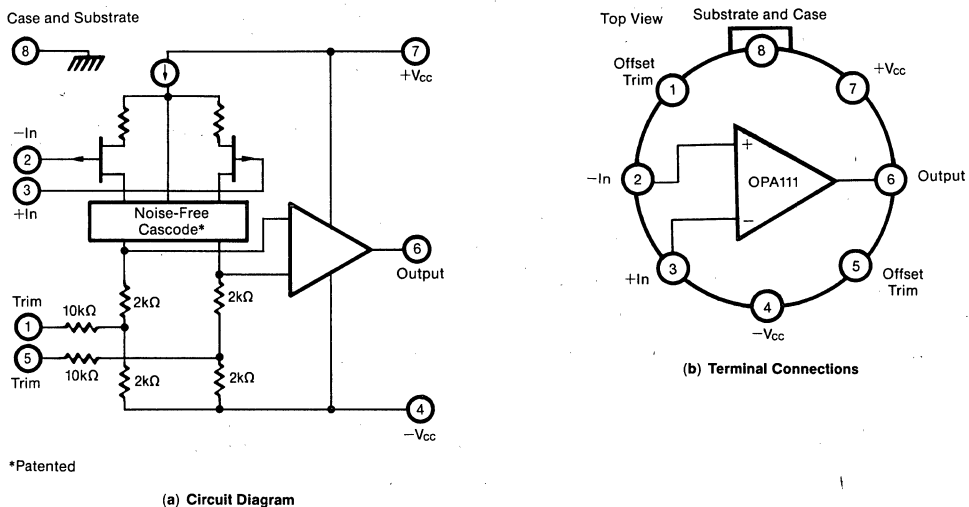 Case and Substrate
8
7
+Vcc
−In
2
3
+In
Noise-Free
Cascode*
6
Output
2kΩ
2kΩ
Trim
10kΩ
1
5
10kΩ
Trim
2kΩ
2kΩ
4
−Vcc
*Patented
(a) Circuit Diagram
Top View
Substrate and Case
8
Offset
Trim
1
+Vcc
7
−In
2
+
OPA111
−
6
Output
+In
3
5
Offset
Trim
4
−Vcc
(b) Terminal Connections